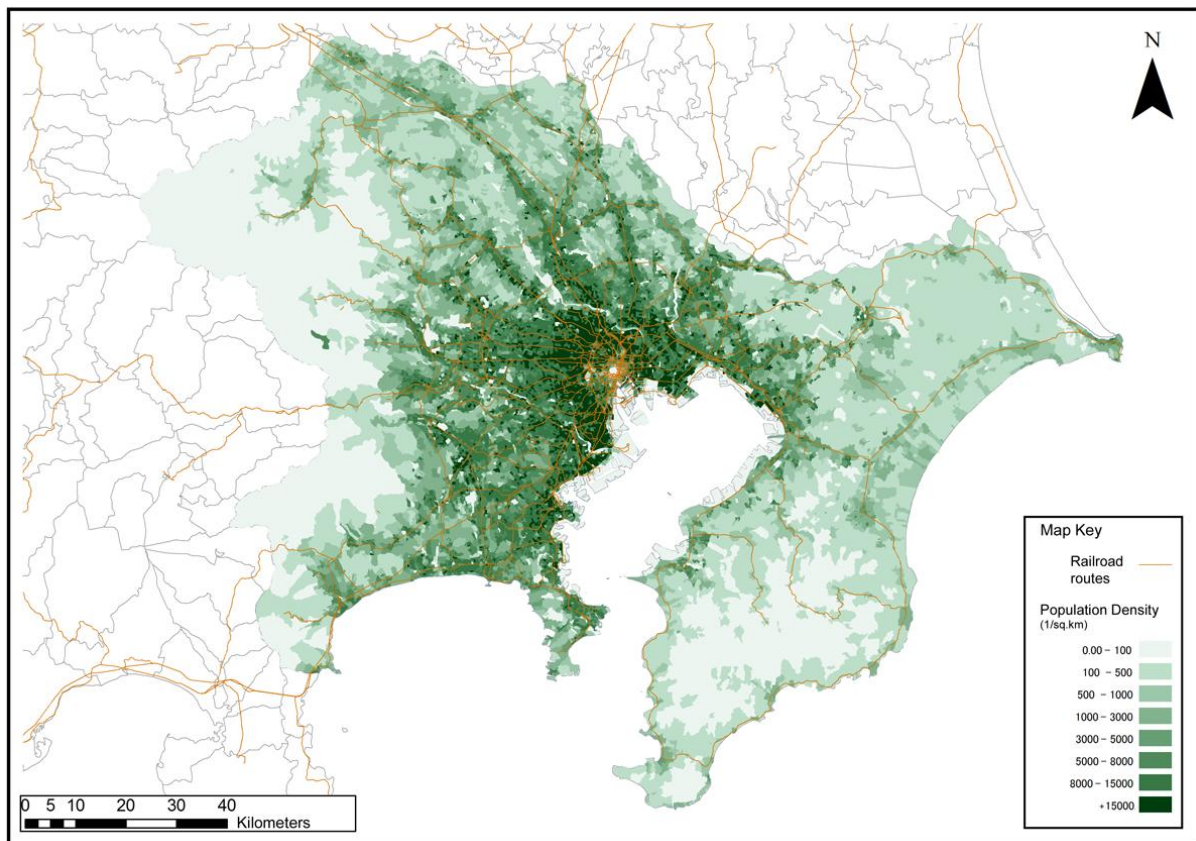 N
Map Key
Railroad
routes
Population Density
(1/sq.km)
0.00 - 100
100 - 500
500 - 1000
1000 - 3000
3000 - 5000
5000 - 8000
8000 - 15000
+15000
0 5 10 20 30 40
Kilometers